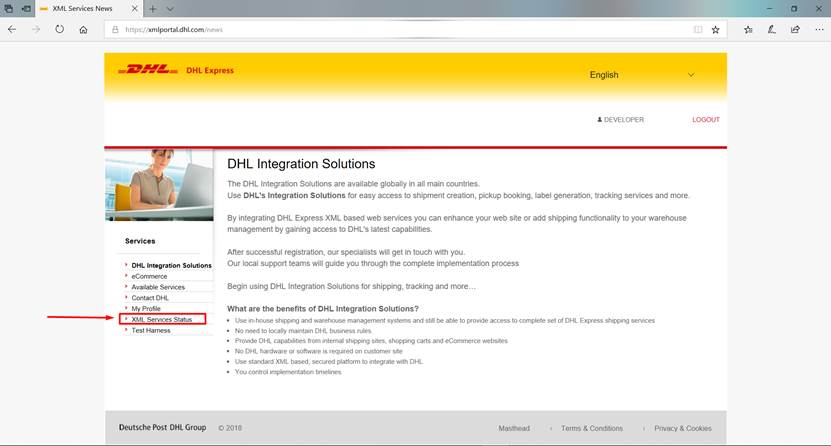 XML Services News
https://xmlportal.dhl.com/news
DHL DHL Express
English
DEVELOPER
LOGOUT
DHL Integration Solutions
The DHL Integration Solutions are available globally in all main countries.
Use DHL's Integration Solutions for easy access to shipment creation, pickup booking, label generation, tracking services and more.
By integrating DHL Express XML based web services you can enhance your web site or add shipping functionality to your warehouse
management by gaining access to DHL's latest capabilities.
After successful registration, our specialists will get in touch with you.
Our local support teams will guide you through the complete implementation process
Begin using DHL Integration Solutions for shipping, tracking and more…
What are the benefits of DHL Integration Solutions?
Use in-house shipping and warehouse management systems and still be able to provide access to complete set of DHL Express shipping services
No need to locally maintain DHL business rules
Provide DHL capabilities from internal shipping sites, shopping carts and eCommerce websites
No DHL hardware or software is required on customer site
Use standard XML based, secured platform to integrate with DHL
You control implementation timelines
Services
DHL Integration Solutions
eCommerce
Available Services
Contact DHL
My Profile
XML Services Status
Test Harness
Deutsche Post DHL Group © 2018
Masthead
Terms & Conditions
Privacy & Cookies